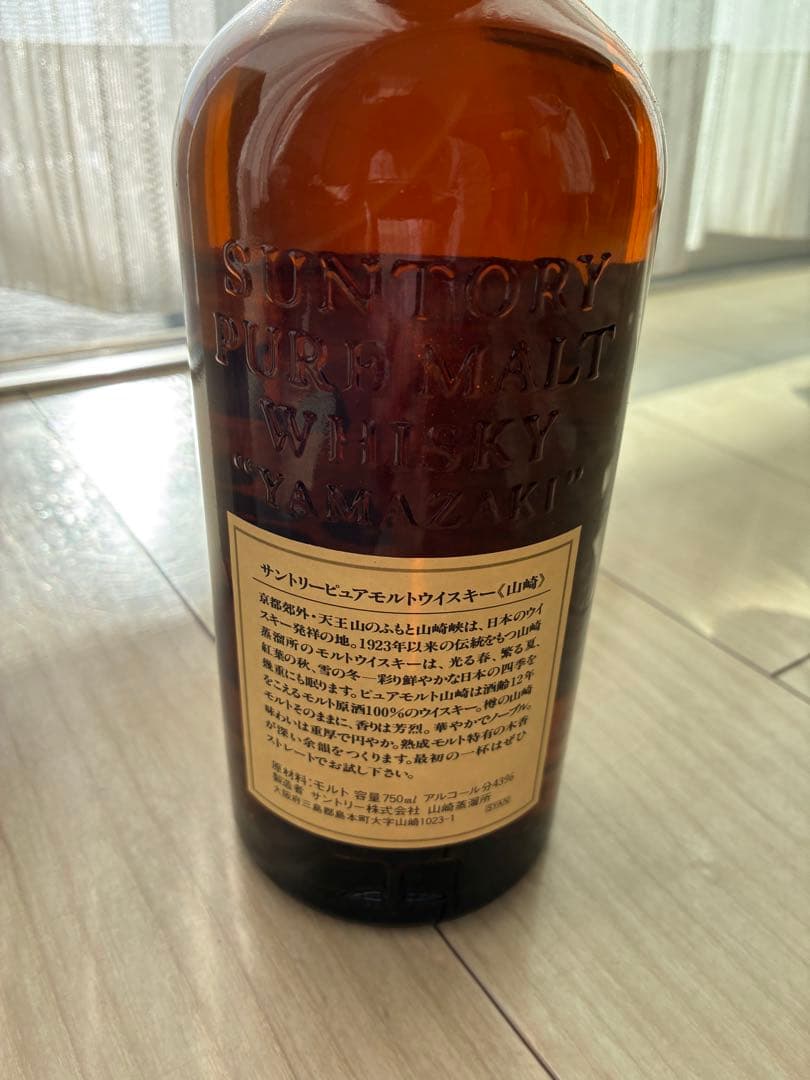 SUNTORY
PURE MALT
WHISKY
“YAMAZAKI”
サントリーピュアモルトウイスキー《山崎》
京都郊外・天王山のふもと山崎峡は、日本のウイ
スキー発祥の地。1923年以来の伝統をもつ山崎
蒸溜所のモルトウイスキーは、光る春、繁る夏、
紅葉の秋、雪の冬─彩り鮮やかな日本の四季を
幾重にも眠ります。ピュアモルト山崎は酒齢12年
をこえるモルト原酒100%のウイスキー。樽の山崎
モルトそのままに、香りは芳烈。華やかでノーブル。
味わいは重厚で円やか。熟成モルト特有の木香
が深い余韻をつくります。最初の一杯はぜひ
ストレートでお試し下さい。
原材料:モルト 容量750ml アルコール分43%
製造者 サントリー株式会社 山崎蒸溜所
大阪府三島郡島本町大字山崎1023-1